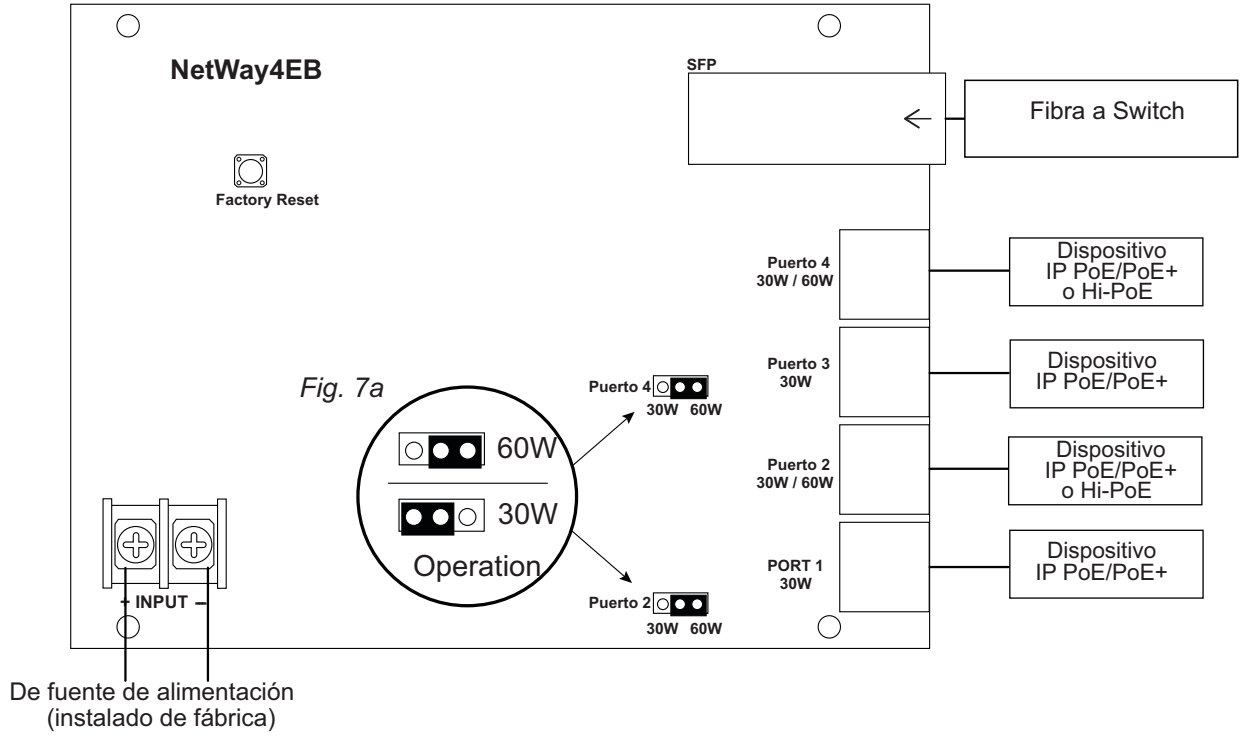 NetWay4EB
SFP
Fibra a Switch
Factory Reset
Puerto 4
30W / 60W
Dispositivo
IP PoE/PoE+
o Hi-PoE
Puerto 3
30W
Dispositivo
IP PoE/PoE+
Fig. 7a
Puerto 4
30W 60W
60W
30W
Operation
Puerto 2
30W / 60W
Dispositivo
IP PoE/PoE+
o Hi-PoE
PORT 1
30W
Dispositivo
IP PoE/PoE+
Puerto 2
30W 60W
+ INPUT –
De fuente de alimentación
(instalado de fábrica)